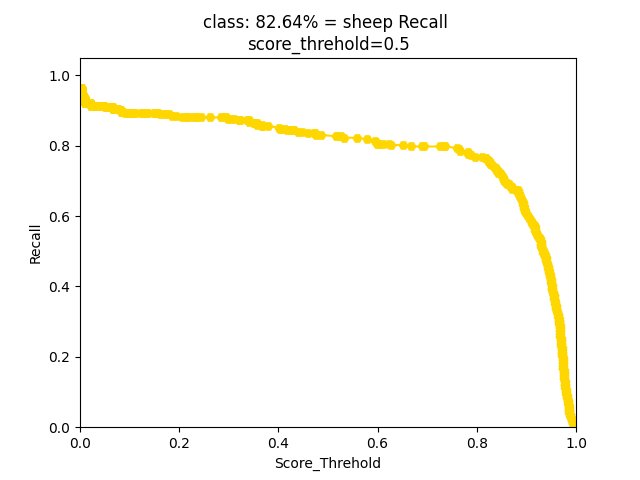 class: 82.64% = sheep Recall
score_threhold=0.5
1.0
0.8
0.6
0.4
0.2
0.0
Recall
0.0 0.2 0.4 0.6 0.8 1.0
Score_Threhold